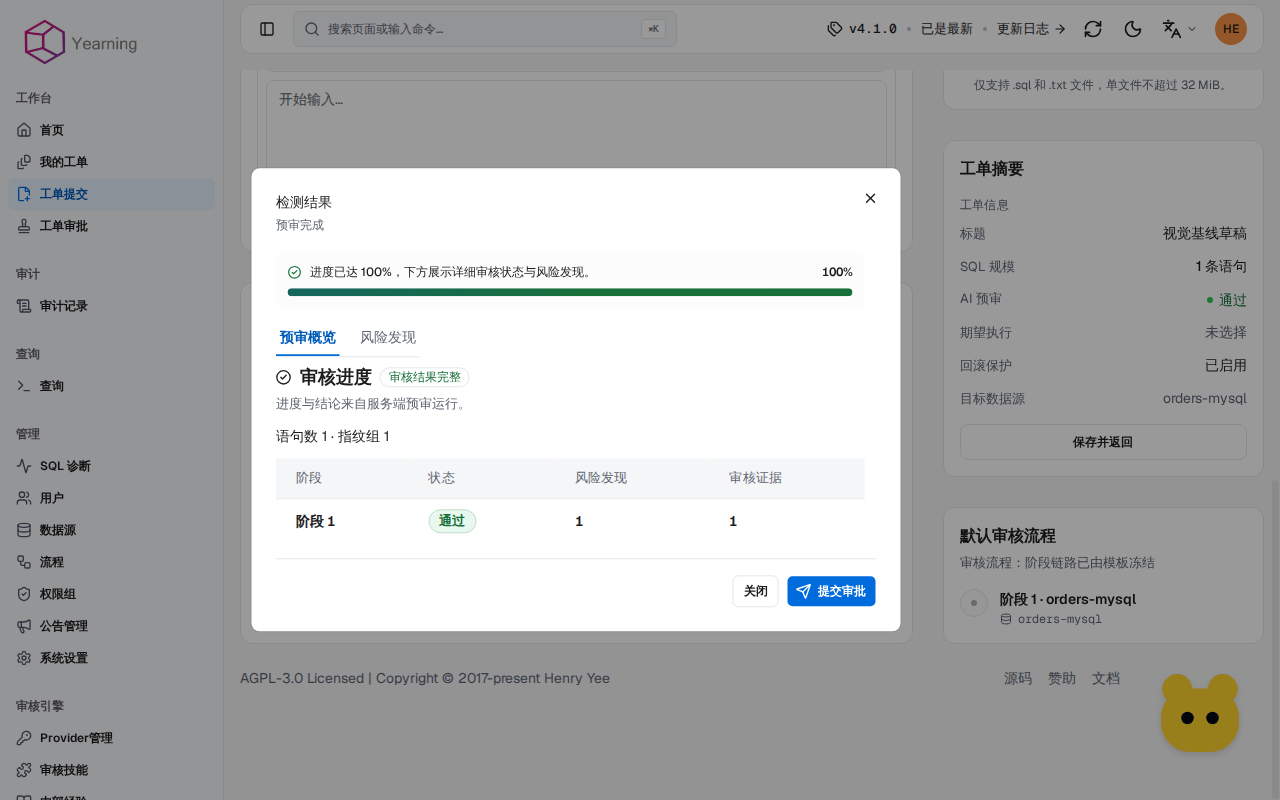 Yearning
工作台
首页
我的工单
工单提交
工单审批
审计
审计记录
查询
查询
管理
SQL 诊断
用户
数据源
流程
权限组
公告管理
系统设置
审核引擎
Provider管理
审核技能
搜索页面或输入命令...
⌘K
v4.1.0
已是最新
更新日志
HE
开始输入...
检测结果
预审完成
进度已达 100%，下方展示详细审核状态与风险发现。
100%
预审概览
风险发现
审核进度
审核结果完整
进度与结论来自服务端预审运行。
语句数 1 · 指纹组 1
阶段 状态 风险发现 审核证据
阶段 1 通过 1 1
关闭
提交审批
仅支持 .sql 和 .txt 文件，单文件不超过 32 MiB。
工单摘要
工单信息
标题 视觉基线草稿
SQL 规模 1 条语句
AI 预审 通过
期望执行 未选择
回滚保护 已启用
目标数据源 orders-mysql
保存并返回
默认审核流程
审核流程：阶段链路已由模板冻结
阶段 1 · orders-mysql
orders-mysql
AGPL-3.0 Licensed | Copyright © 2017-present Henry Yee
源码 赞助 文档